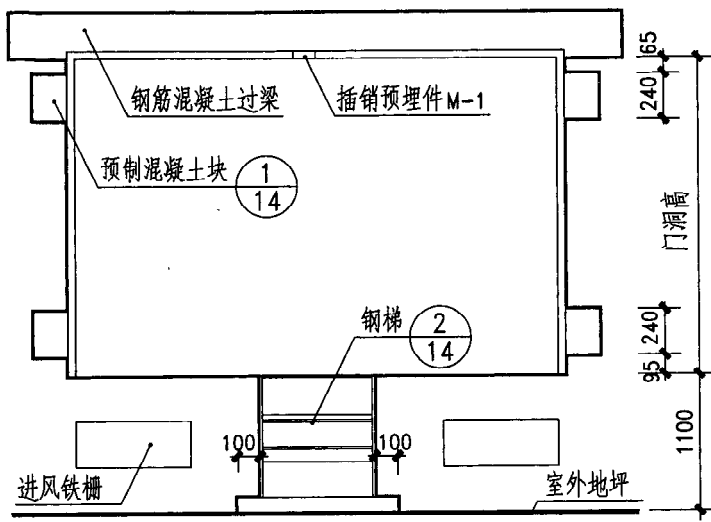 65
钢筋混凝土过梁
插销预埋件M-1
240
预制混凝土块
1
14
门洞高
钢梯
2
14
240
95
100
100
1100
进风铁栅
室外地坪